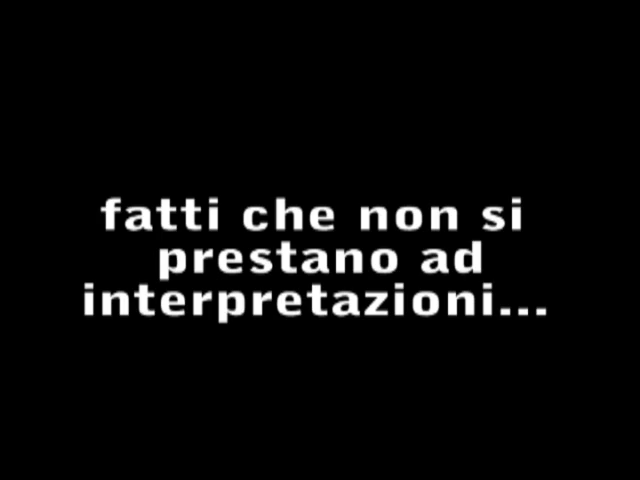 fatti che non si
prestano ad
interpretazioni...